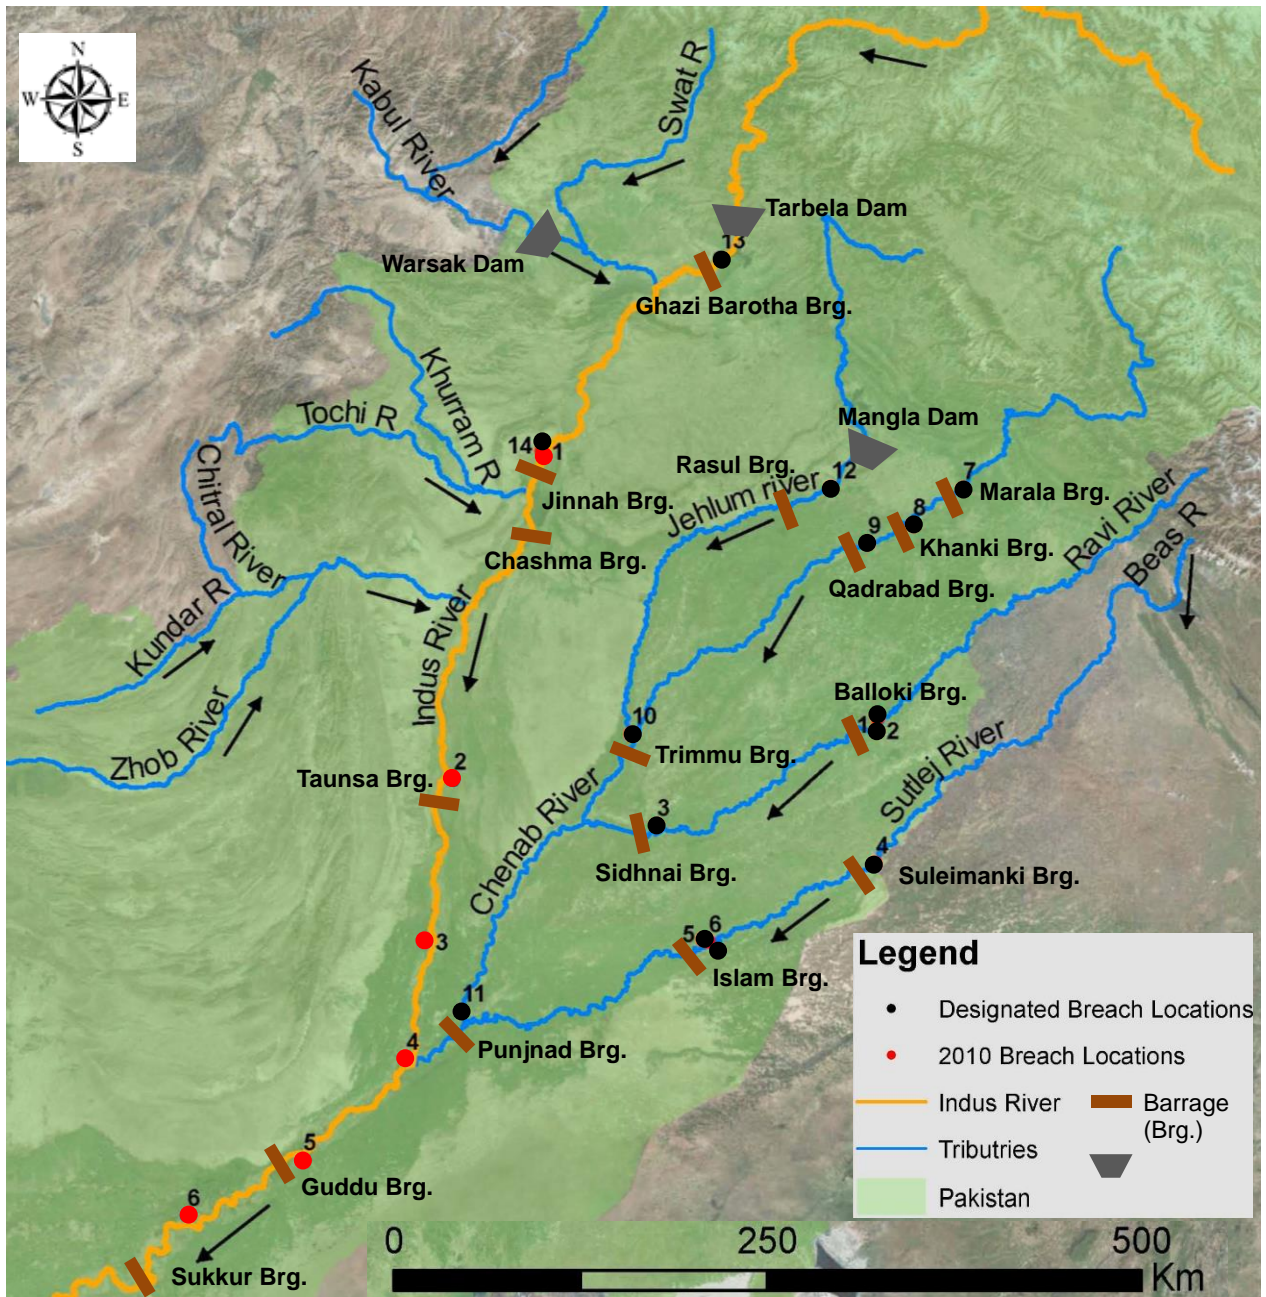 N
W E
S
Kabul River
Swat R
Tarbela Dam
13
Warsak Dam
Ghazi Barotha Brg.
Khurram R
Tochi R
Mangla Dam
14 1
Rasul Brg.
12
7
Jinnah Brg.
Jehlum river
Marala Brg.
8
9
Khanki Brg.
Chashma Brg.
Qadrabad Brg.
Chitral River
Kundar R
Zhob River
Indus River
Ravi River
Beas R
Balloki Brg.
10
1
2
Trimmu Brg.
Taunsa Brg.
2
Sutlej River
3
Chenab River
Sidhnai Brg.
4
Suleimanki Brg.
3
5 6
Islam Brg.
11
4
Punjnad Brg.
5
Guddu Brg.
6
Sukkur Brg.
Legend
Designated Breach Locations
2010 Breach Locations
Indus River
Barrage
(Brg.)
Tributries
Pakistan
0 250 500
Km